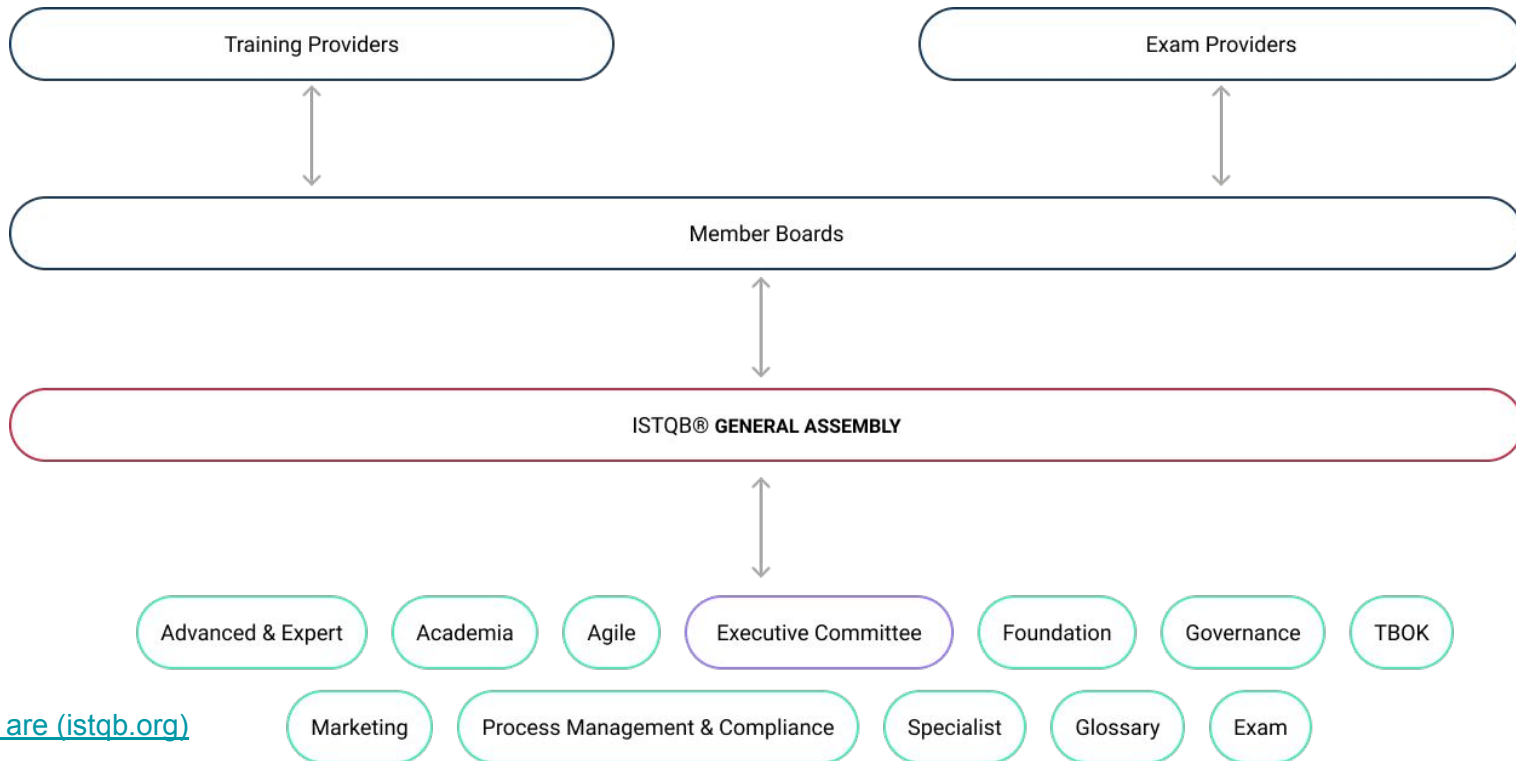 Training Providers
Exam Providers
Member Boards
ISTQB® GENERAL ASSEMBLY
Advanced & Expert
Academia
Agile
Executive Committee
Foundation
Governance
TBOK
are (istqb.org)
Marketing
Process Management & Compliance
Specialist
Glossary
Exam